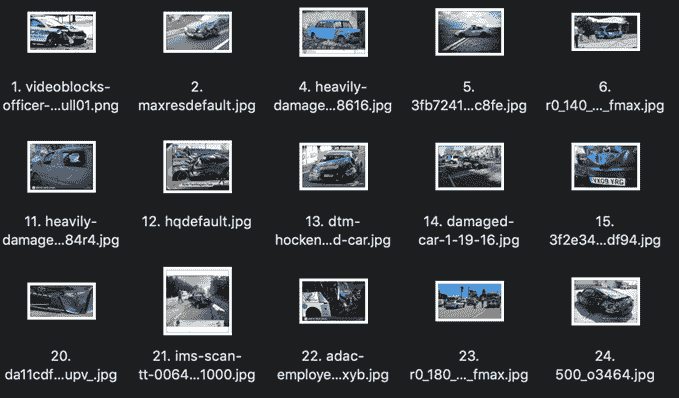 1. videoblocks-
officer-...ull01.png
2.
maxresdefault.jpg
4. heavily-
damage...8616.jpg
5.
3fb7241...c8fe.jpg
6.
r0_140_..._fmax.jpg
11. heavily-
damage...84r4.jpg
12. hqdefault.jpg
13. dtm-
hocken...d-car.jpg
14. damaged-
car-1-19-16.jpg
15.
3f2e34...df94.jpg
20.
da11cdf...upv_.jpg
21. ims-scan-
tt-0064...1000.jpg
22. adac-
employe...xyb.jpg
23.
r0_180_..._fmax.jpg
24.
500_o3464.jpg